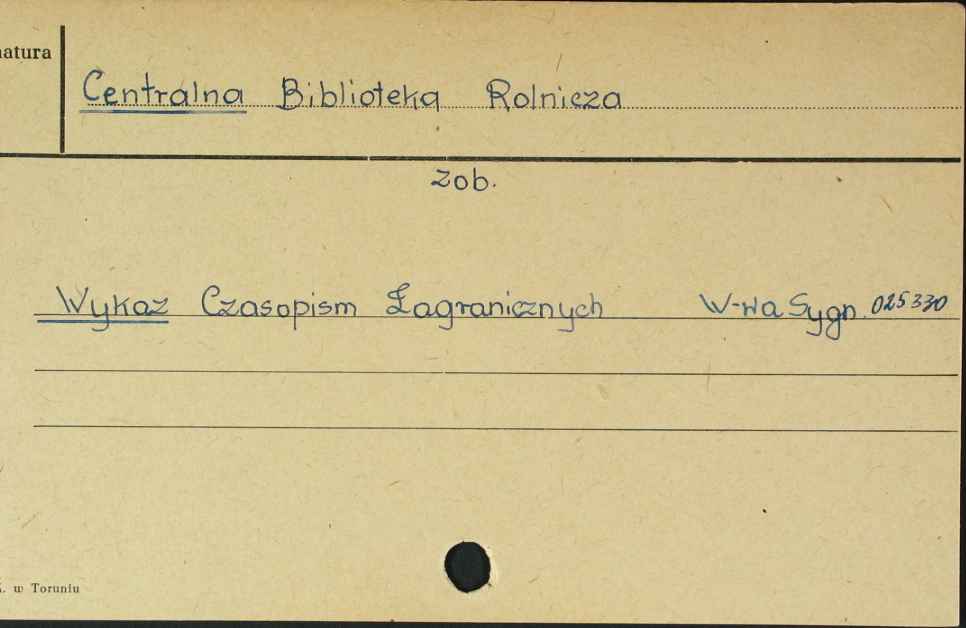 natura
Centralna Biblioteka Rolnicza
zob.
Wykaz Czasopism Zagranicznych W-wa Sygn. 025330
w Toruniu